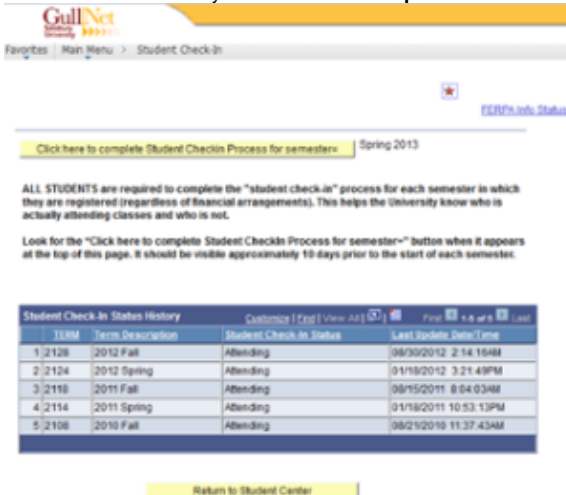 GullNet
Salisbury
University
Favorites | Main Menu > Student Check-In
FERPA Info Status
Click here to complete Student Checkin Process for semester= Spring 2013
ALL STUDENTS are required to complete the "student check-in" process for each semester in which
they are registered (regardless of financial arrangements). This helps the University know who is
actually attending classes and who is not.
Look for the "Click here to complete Student CheckIn Process for semester=" button when it appears
at the top of this page. It should be visible approximately 10 days prior to the start of each semester.
Student Check-In Status History Customize | Find | View All | First 1-5 of 5 Last
TERM Term Description Student Check-In Status Last Update Date/Time
1 2128 2012 Fall Attending 08/30/2012 2:14:16AM
2 2124 2012 Spring Attending 01/18/2012 3:21:49PM
3 2118 2011 Fall Attending 08/15/2011 8:04:03AM
4 2114 2011 Spring Attending 01/18/2011 10:53:13PM
5 2108 2010 Fall Attending 08/21/2010 11:37:43AM
Return to Student Center